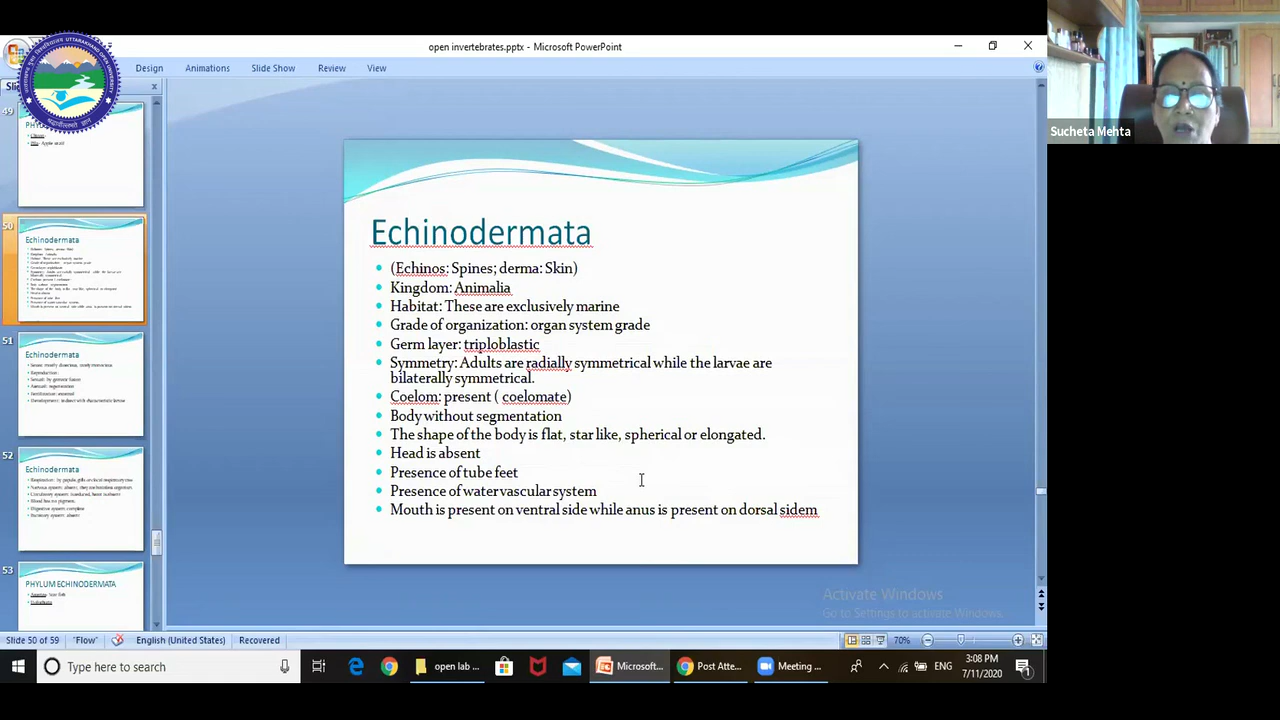 open invertebrates.pptx - Microsoft PowerPoint
Design Animations Slide Show Review View
49
50
Echinodermata
51
Echinodermata
52
Echinodermata
53
PHYLUM ECHINODERMATA
Echinodermata
(Echinos: Spines, derma: Skin)
Kingdom: Animalia
Habitat: These are exclusively marine
Grade of organization: organ system grade
Germ layer: triploblastic
Symmetry: Adults are radially symmetrical while the larvae are
bilaterally symmetrical.
Coelom: present ( coelomate)
Body without segmentation
The shape of the body is flat, star like, spherical or elongated.
Head is absent
Presence of tube feet
Presence of water vascular system
Mouth is present on ventral side while anus is present on dorsal sidem
Sucheta Mehta
Activate Windows
Go to Settings to activate Windows.
Slide 50 of 59 "Flow" English (United States) Recovered 70%
Type here to search
open lab ... Microsoft... Post Atte... Meeting ... ENG
3:08 PM
7/11/2020